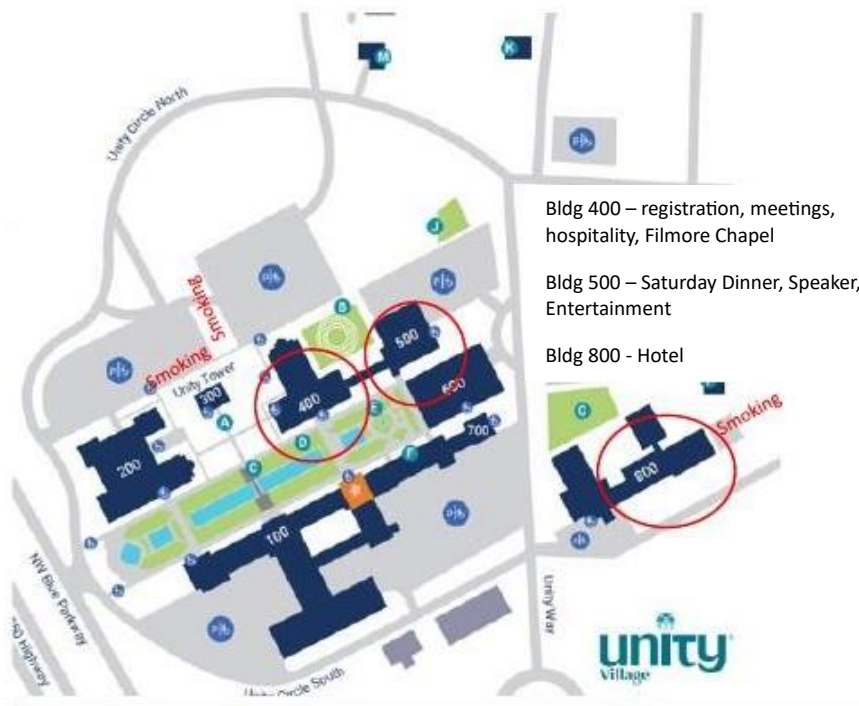 M
K
Unity Circle North
P
Bldg 400 – registration, meetings,
hospitality, Filmore Chapel
J
Bldg 500 – Saturday Dinner, Speaker,
Entertainment
Bldg 800 - Hotel
Smoking
Smoking
B
500
Unity Tower
300
400
600
A
E
D
700
200
C
F
100
G
800
Smoking
NW Blue Parkway
Highway
Unity Way
Unity Circle South
unity
Village